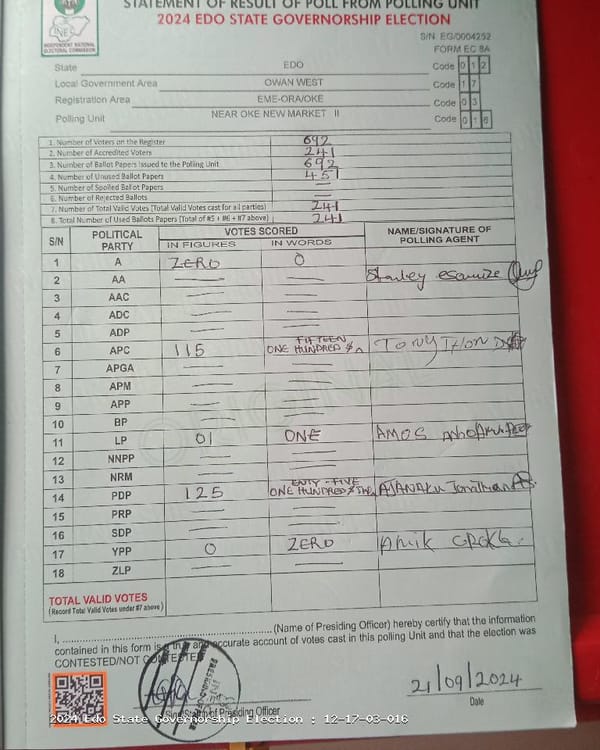 STATEMENT OF RESULT OF POLL FROM POLLING UNIT
2024 EDO STATE GOVERNORSHIP ELECTION
INEC
INDEPENDENT NATIONAL ELECTORAL COMMISSION
S/N EG/0004252
FORM EC 8A
State EDO Code 0 1 2
Local Government Area OWAN WEST Code 1 7
Registration Area EME-ORA/OKE Code 0 3
Polling Unit NEAR OKE NEW MARKET II Code 0 1 6
1. Number of Voters on the Register 692
2. Number of Accredited Voters 241
3. Number of Ballot Papers Issued to the Polling Unit 692
4. Number of Unused Ballot Papers 451
5. Number of Spoiled Ballot Papers —
6. Number of Rejected Ballots —
7. Number of Total Valid Votes (Total Valid Votes cast for all parties) 241
8. Total Number of Used Ballots Papers (Total of #5 + #6 + #7 above) 241
S/N POLITICAL PARTY VOTES SCORED NAME/SIGNATURE OF POLLING AGENT
IN FIGURES IN WORDS
1 A ZERO 0
2 AA — — Stanley
3 AAC — —
4 ADC — —
5 ADP — —
6 APC 115 ONE HUNDRED & FIFTEEN TONY
7 APGA — —
8 APM — —
9 APP — —
10 BP — —
11 LP 01 ONE AMOS
12 NNPP — —
13 NRM — —
14 PDP 125 ONE HUNDRED & ENTY-FIVE AJANAKU Jonathan
15 PRP — —
16 SDP — —
17 YPP 0 ZERO
18 ZLP — —
TOTAL VALID VOTES
(Record Total Valid Votes under #7 above)
I, (Name of Presiding Officer) hereby certify that the information
contained in this form is a true and accurate account of votes cast in this polling Unit and that the election was
CONTESTED/NOT CONTESTED
Presiding Officer
21/09/2024
Date
2024 Edo State Governorship Election : 12-17-03-016